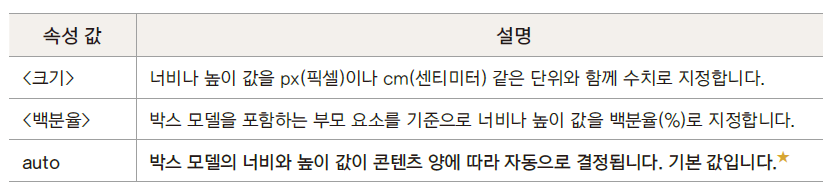 속성 값 설명
<크기> 너비나 높이 값을 px(픽셀)이나 cm(센티미터) 같은 단위와 함께 수치로 지정합니다.
<백분율> 박스 모델을 포함하는 부모 요소를 기준으로 너비나 높이 값을 백분율(%)로 지정합니다.
auto 박스 모델의 너비와 높이 값이 콘텐츠 양에 따라 자동으로 결정됩니다. 기본 값입니다.★